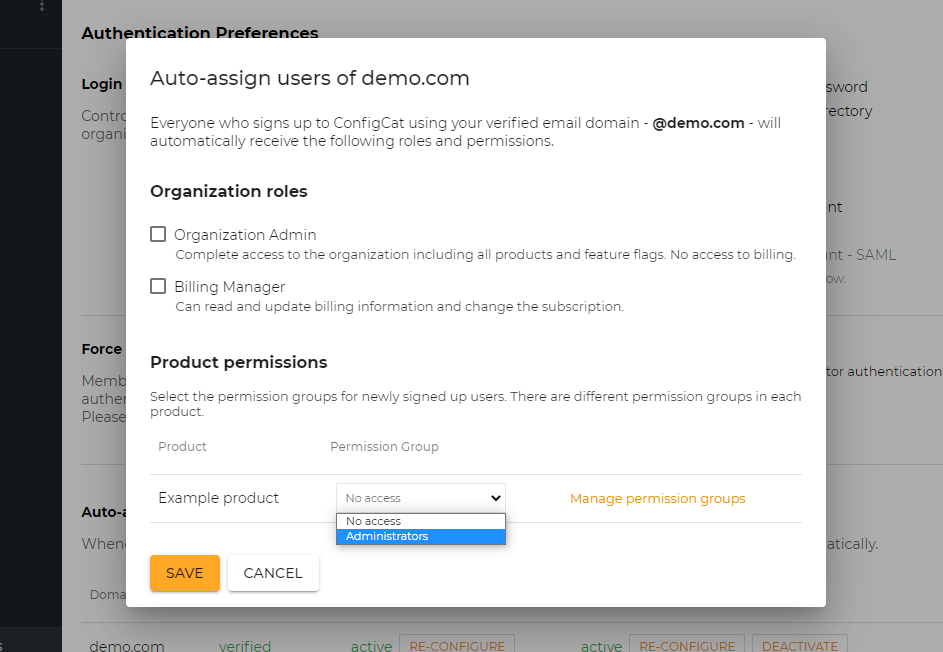 Authentication Preferences
Auto-assign users of demo.com
Login
Contro
organi
sword
rectory
Everyone who signs up to ConfigCat using your verified email domain - @demo.com - will
automatically receive the following roles and permissions.
Organization roles
nt
Organization Admin
Complete access to the organization including all products and feature flags. No access to billing.
nt - SAML
ow.
Billing Manager
Can read and update billing information and change the subscription.
Force
Product permissions
tor authentication
Memb
authen
Please
Select the permission groups for newly signed up users. There are different permission groups in each
product.
Product Permission Group
Example product No access Manage permission groups
No access
Administrators
Auto-a
Whene
atically.
SAVE CANCEL
Doma
demo.com verified active RE-CONFIGURE active RE-CONFIGURE DEACTIVATE